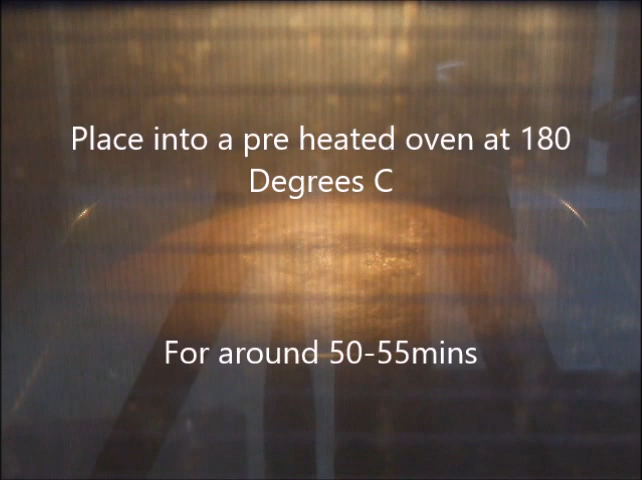 Place into a pre heated oven at 180
Degrees C
For around 50-55mins